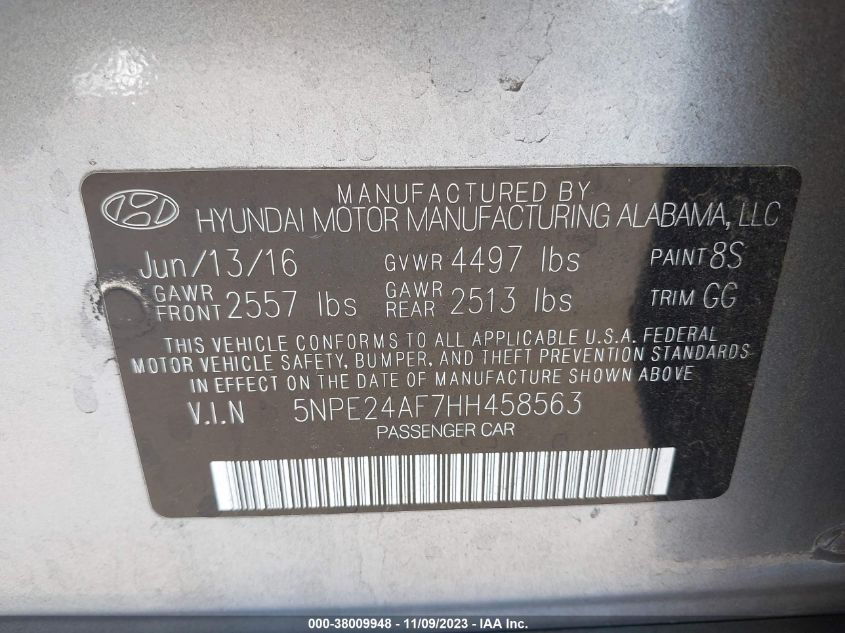 MANUFACTURED BY
HYUNDAI MOTOR MANUFACTURING ALABAMA, LLC
Jun/13/16 GVWR 4497 lbs PAINT 8S
GAWR FRONT 2557 lbs GAWR REAR 2513 lbs TRIM GG
THIS VEHICLE CONFORMS TO ALL APPLICABLE U.S.A. FEDERAL
MOTOR VEHICLE SAFETY, BUMPER, AND THEFT PREVENTION STANDARDS
IN EFFECT ON THE DATE OF MANUFACTURE SHOWN ABOVE
V.I.N 5NPE24AF7HH458563
PASSENGER CAR
000-38009948 - 11/09/2023 - IAA Inc.